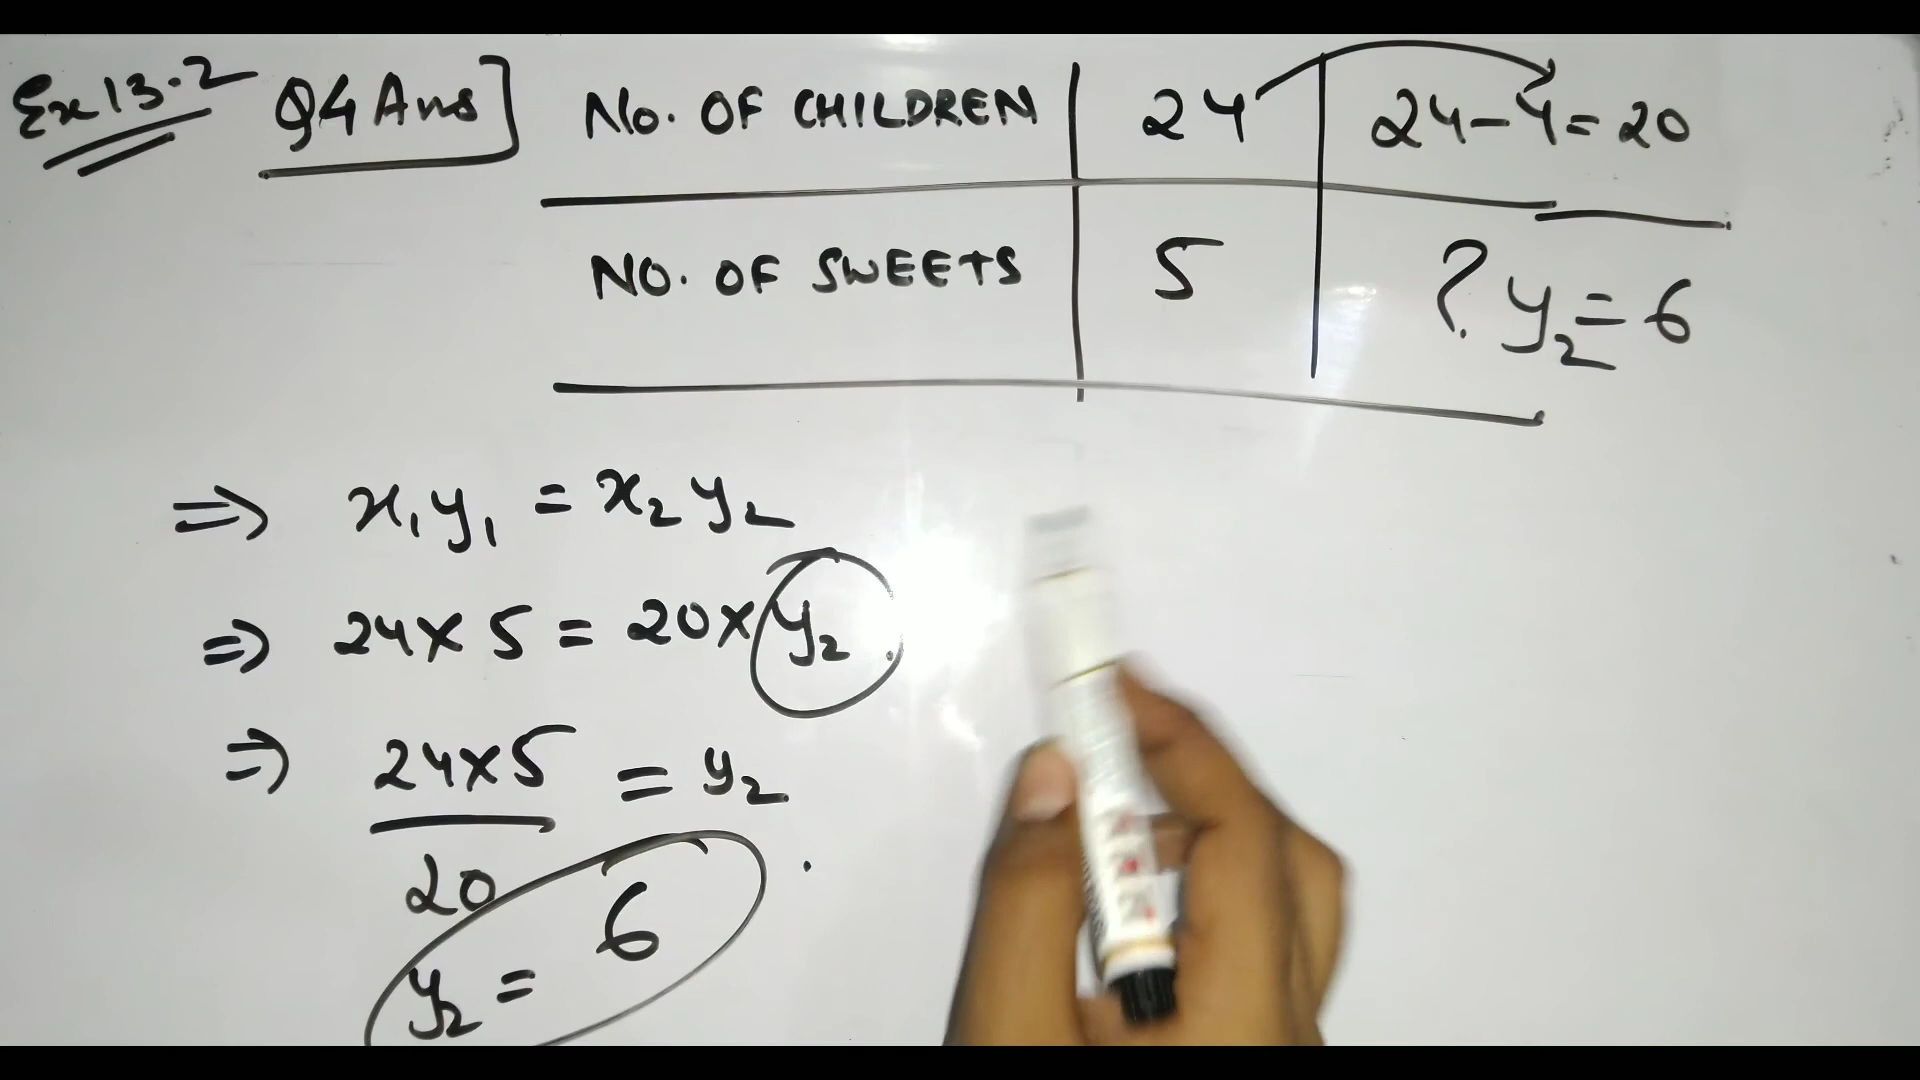 Ex 13.2 Q4 Ans] No. OF CHILDREN 24 24-4=20
NO. OF SWEETS 5 ? y₂=6
⇒ x₁y₁ = x₂y₂
⇒ 24×5 = 20×y₂.
⇒ 24×5 = y₂
20
y₂ = 6